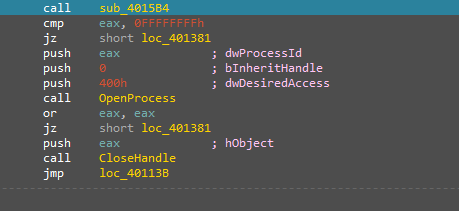 call sub_4015B4
cmp eax, 0FFFFFFFFh
jz short loc_401381
push eax ; dwProcessId
push 0 ; bInheritHandle
push 400h ; dwDesiredAccess
call OpenProcess
or eax, eax
jz short loc_401381
push eax ; hObject
call CloseHandle
jmp loc_40113B